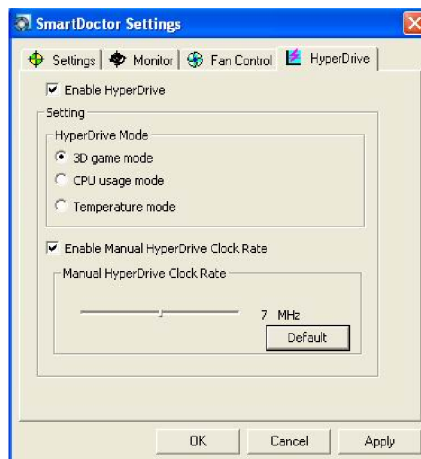 SmartDoctor Settings
Settings Monitor Fan Control HyperDrive
Enable HyperDrive
Setting
HyperDrive Mode
3D game mode
CPU usage mode
Temperature mode
Enable Manual HyperDrive Clock Rate
Manual HyperDrive Clock Rate
7 MHz
Default
OK Cancel Apply